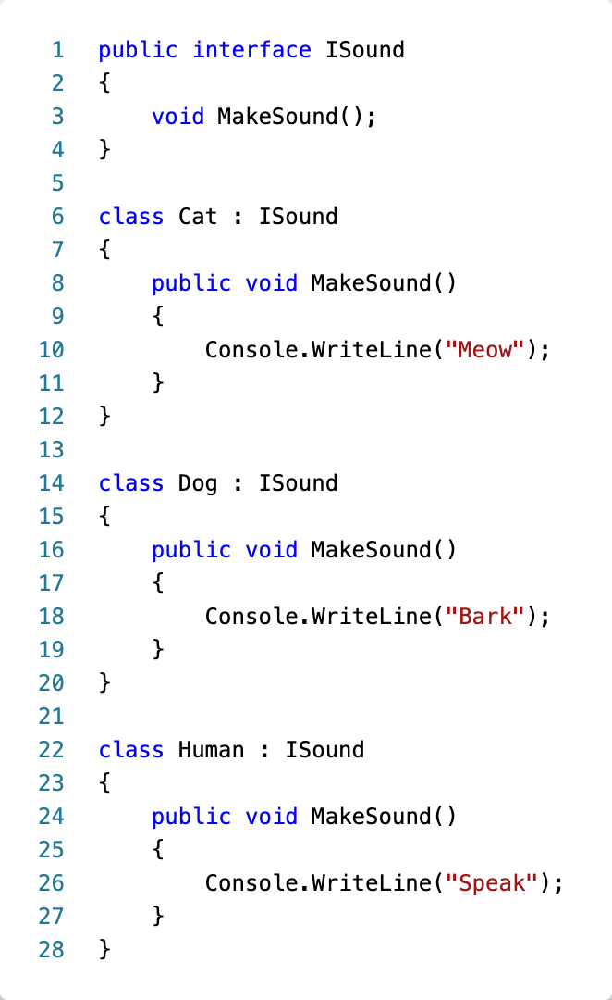 1 public interface ISound
2 {
3     void MakeSound();
4 }
5
6 class Cat : ISound
7 {
8     public void MakeSound()
9     {
10         Console.WriteLine("Meow");
11     }
12 }
13
14 class Dog : ISound
15 {
16     public void MakeSound()
17     {
18         Console.WriteLine("Bark");
19     }
20 }
21
22 class Human : ISound
23 {
24     public void MakeSound()
25     {
26         Console.WriteLine("Speak");
27     }
28 }